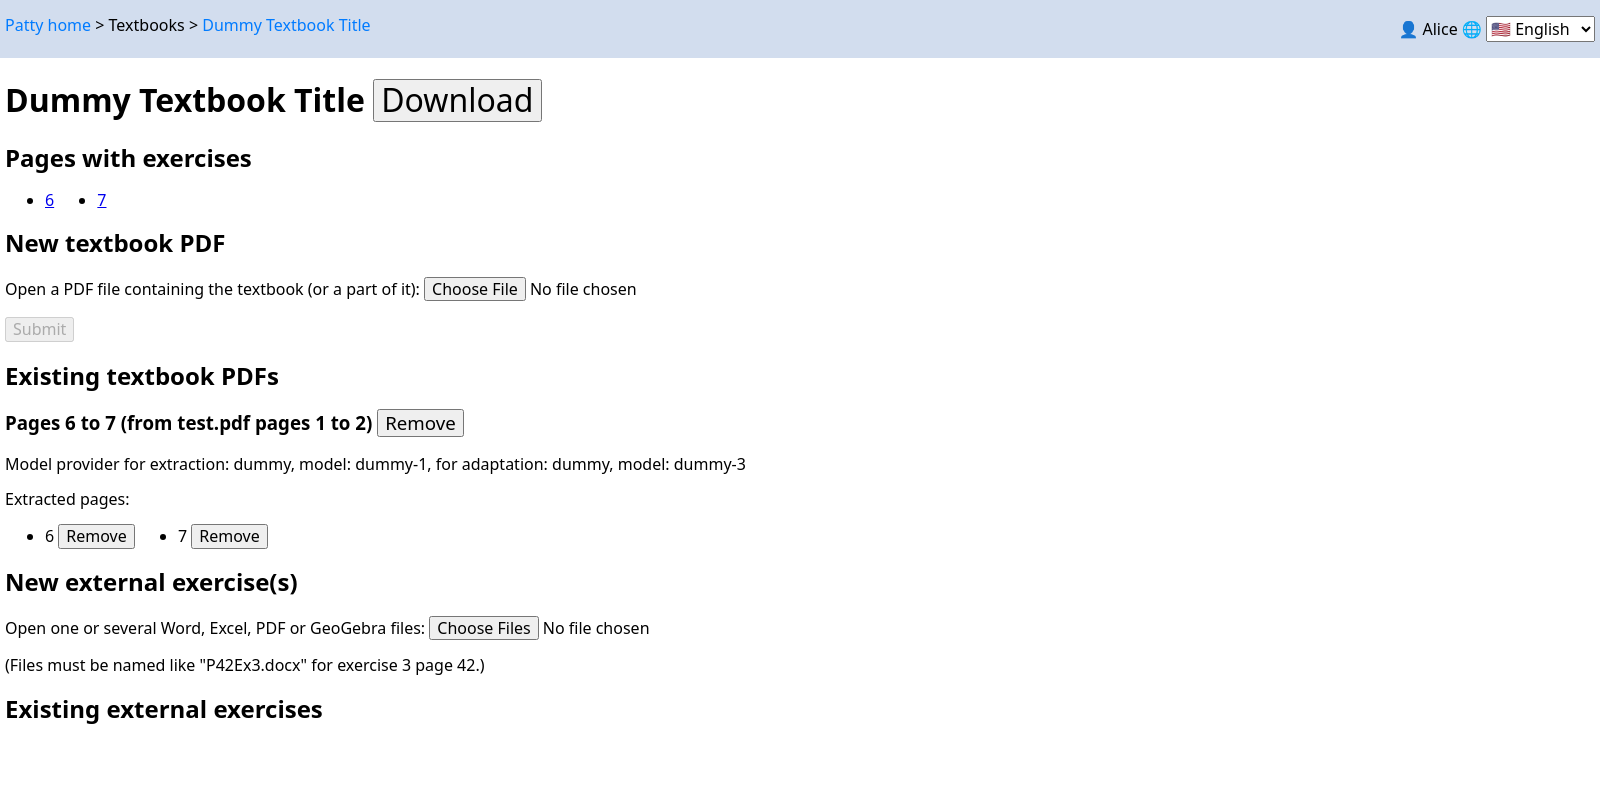 Patty home > Textbooks > Dummy Textbook Title
👤 Alice 🌐 🇺🇸 English
Dummy Textbook Title Download
Pages with exercises
• 6 • 7
New textbook PDF
Open a PDF file containing the textbook (or a part of it): Choose File No file chosen
Submit
Existing textbook PDFs
Pages 6 to 7 (from test.pdf pages 1 to 2) Remove
Model provider for extraction: dummy, model: dummy-1, for adaptation: dummy, model: dummy-3
Extracted pages:
• 6 Remove • 7 Remove
New external exercise(s)
Open one or several Word, Excel, PDF or GeoGebra files: Choose Files No file chosen
(Files must be named like "P42Ex3.docx" for exercise 3 page 42.)
Existing external exercises